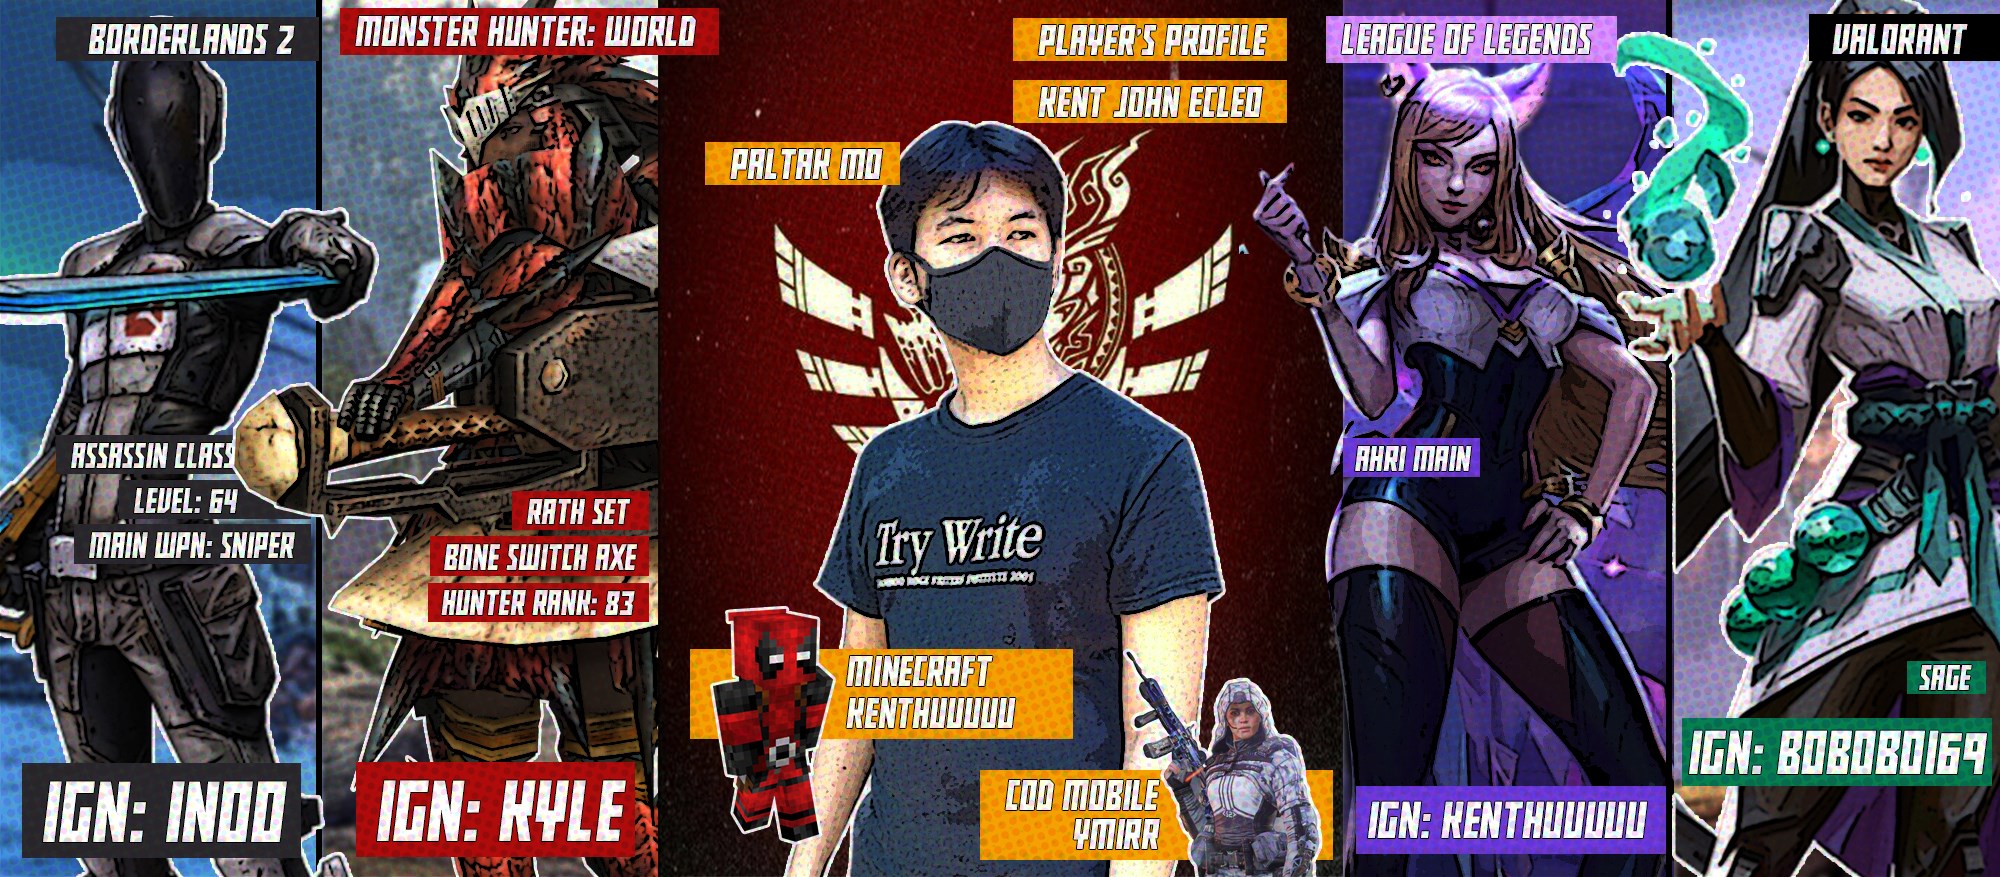 BORDERLANDS 2
ASSASSIN CLASS
LEVEL: 64
MAIN WPN: SNIPER
IGN: INOO
MONSTER HUNTER: WORLD
RATH SET
BONE SWITCH AXE
HUNTER RANK: 83
IGN: KYLE
PLAYER'S PROFILE
KENT JOHN ECLEO
PALTAK MO
Try Write
2001
MINECRAFT
KENTHUUUUU
COD MOBILE
YMIRR
LEAGUE OF LEGENDS
AHRI MAIN
IGN: KENTHUUUUU
VALORANT
SAGE
IGN: BOBOBO169